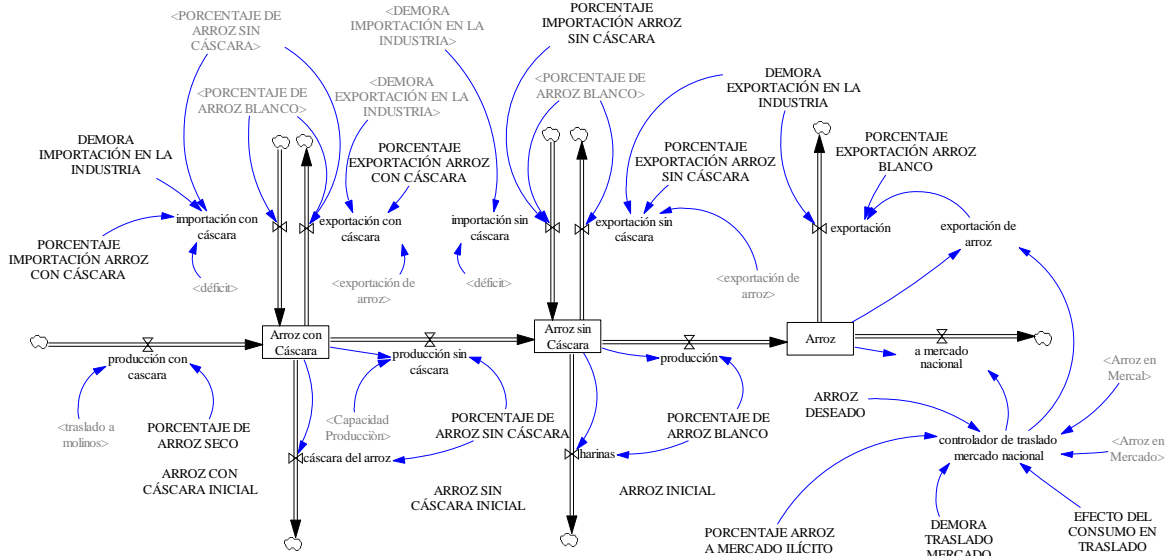 <PORCENTAJE DE
ARROZ SIN
CÁSCARA>
<DEMORA
IMPORTACIÓN EN LA
INDUSTRIA>
PORCENTAJE
IMPORTACIÓN ARROZ
SIN CÁSCARA
<PORCENTAJE DE
ARROZ BLANCO>
<DEMORA
EXPORTACIÓN EN LA
INDUSTRIA>
<PORCENTAJE DE
ARROZ BLANCO>
DEMORA
EXPORTACIÓN EN LA
INDUSTRIA
DEMORA
IMPORTACIÓN EN LA
INDUSTRIA
PORCENTAJE
EXPORTACIÓN ARROZ
CON CÁSCARA
PORCENTAJE
EXPORTACIÓN ARROZ
SIN CÁSCARA
PORCENTAJE
EXPORTACIÓN ARROZ
BLANCO
importación con
cáscara
exportación con
cáscara
importación sin
cáscara
exportación sin
cáscara
exportación
exportación de
arroz
PORCENTAJE
IMPORTACIÓN ARROZ
CON CÁSCARA
<déficit>
<exportación de
arroz>
<déficit>
<exportación de
arroz>
Arroz con
Cáscara
Arroz sin
Cáscara
Arroz
producción con
cascara
producción sin
cáscara
producción
a mercado
nacional
<Arroz en
Mercal>
<traslado a
molinos>
PORCENTAJE DE
ARROZ SECO
<Capacidad
Producciòn>
PORCENTAJE DE
ARROZ SIN CÁSCARA
PORCENTAJE DE
ARROZ BLANCO
ARROZ
DESEADO
controlador de traslado
mercado nacional
<Arroz en
Mercado>
cáscara del arroz
harinas
ARROZ CON
CÁSCARA INICIAL
ARROZ SIN
CÁSCARA INICIAL
ARROZ INICIAL
PORCENTAJE ARROZ
A MERCADO ILÍCITO
DEMORA
TRASLADO
MERCADO
EFECTO DEL
CONSUMO EN
TRASLADO